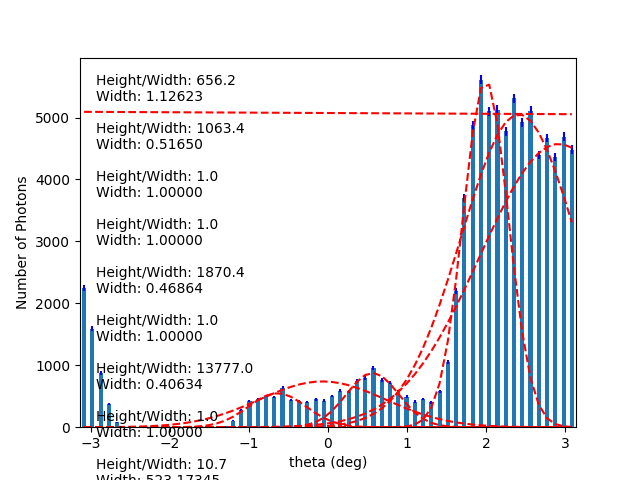 Height/Width: 656.2
Width: 1.12623
Height/Width: 1063.4
Width: 0.51650
Height/Width: 1.0
Width: 1.00000
Height/Width: 1.0
Width: 1.00000
Height/Width: 1870.4
Width: 0.46864
Height/Width: 1.0
Width: 1.00000
Height/Width: 13777.0
Width: 0.40634
Height/Width: 1.0
Width: 1.00000
Height/Width: 10.7
Width: 523.17345
Number of Photons
5000
4000
3000
2000
1000
0
−3
−2
−1
0
1
2
3
theta (deg)